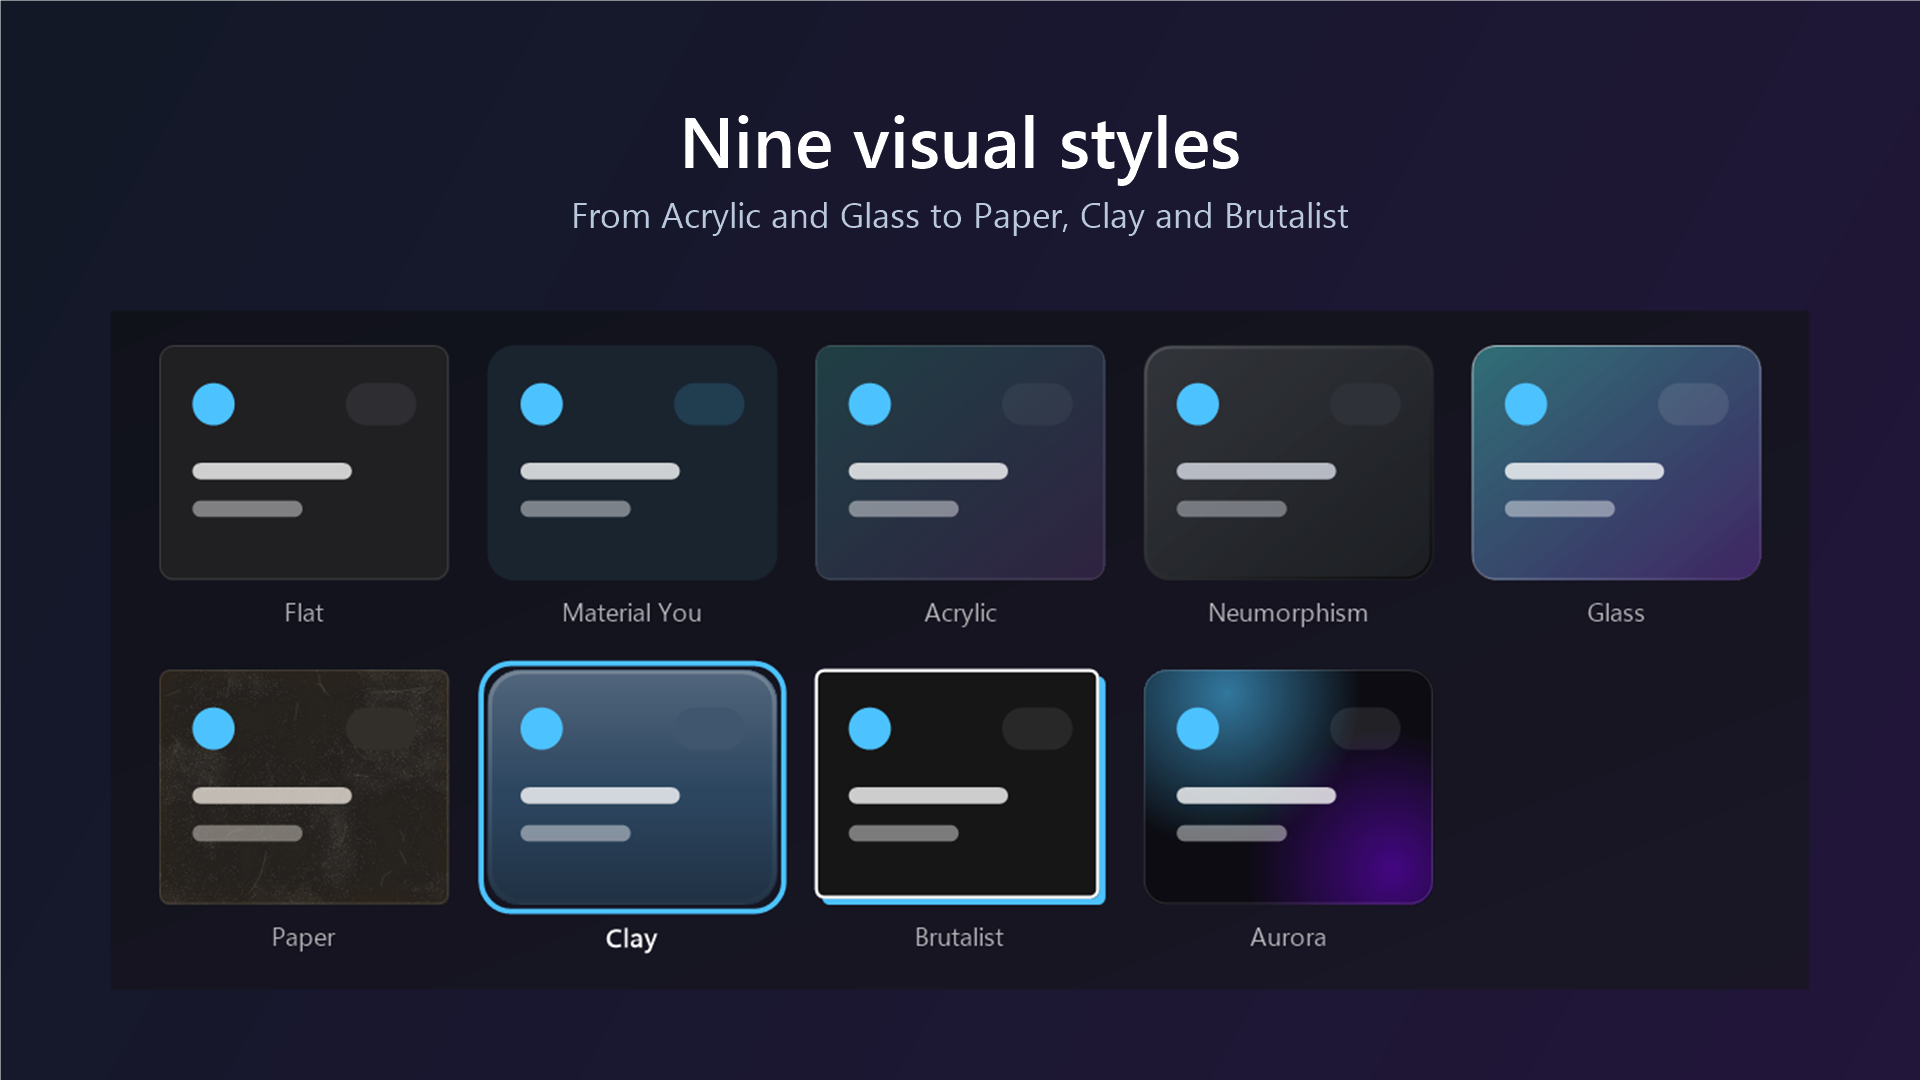 Nine visual styles
From Acrylic and Glass to Paper, Clay and Brutalist
Flat
Material You
Acrylic
Neumorphism
Glass
Paper
Clay
Brutalist
Aurora